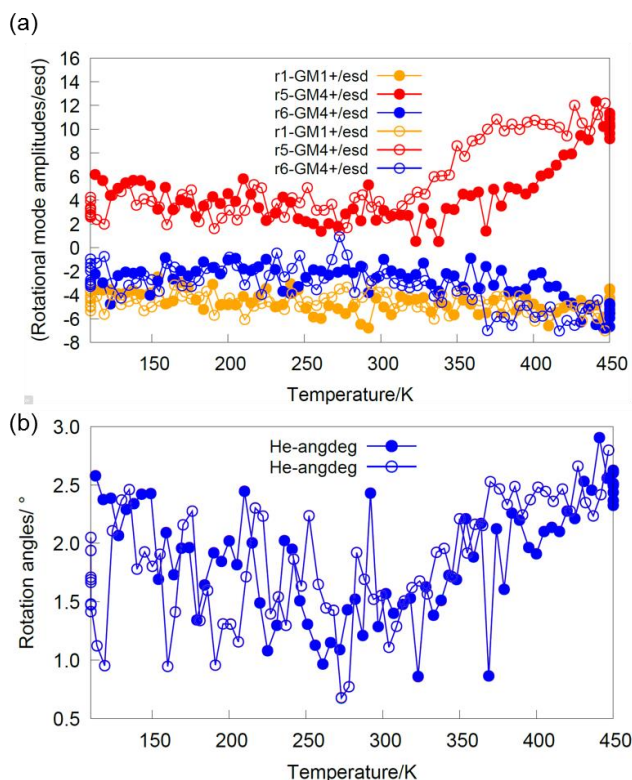 (a)
16
14
12
10
8
6
4
2
0
-2
-4
-6
-8
(Rotational mode amplitudes/esd)
r1-GM1+/esd
r5-GM4+/esd
r6-GM4+/esd
r1-GM1+/esd
r5-GM4+/esd
r6-GM4+/esd
150 200 250 300 350 400 450
Temperature/K
(b)
3.0
2.5
2.0
1.5
1.0
0.5
Rotation angles/ °
He-angdeg
He-angdeg
150 200 250 300 350 400 450
Temperature/K